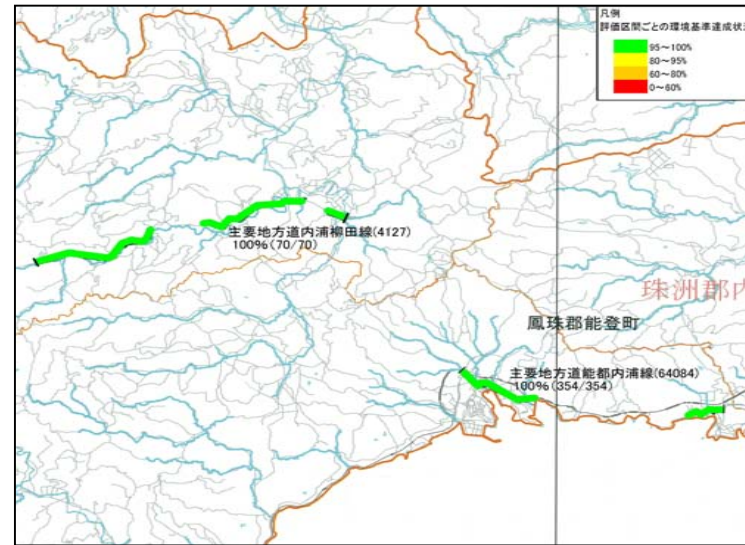 凡例
評価区間ごとの環境基準達成状
95～100%
80～95%
60～80%
0～60%
主要地方道内浦柳田線(4127)
100%(70/70)
珠洲郡内
鳳珠郡能登町
主要地方道能都内浦線(64084)
100%(354/354)